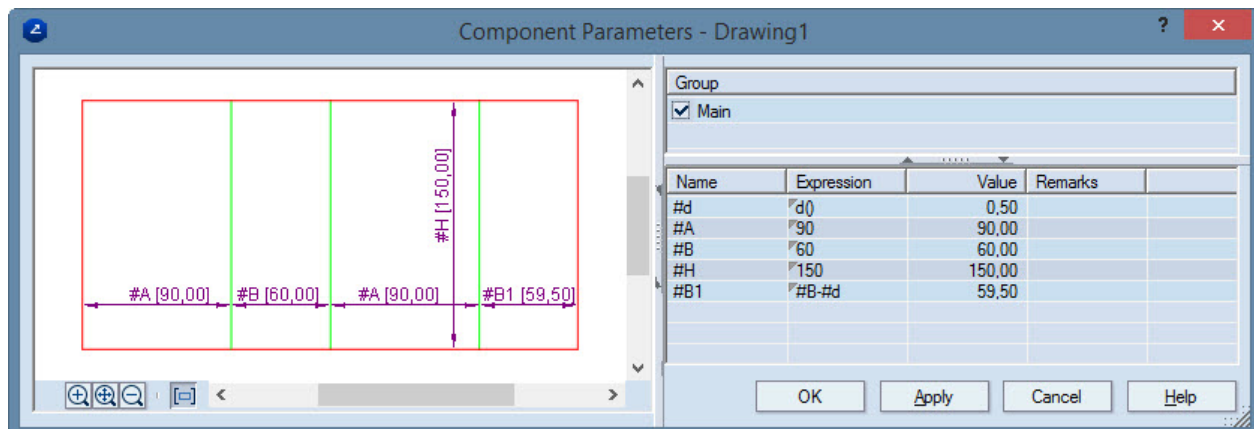 Component Parameters - Drawing1
?
#H [150,00]
#A [90,00] #B [60,00] #A [90,00] #B1 [59,50]
Group
Main
Name Expression Value Remarks
#d d() 0,50
#A 90 90,00
#B 60 60,00
#H 150 150,00
#B1 #B-#d 59,50
OK Apply Cancel Help